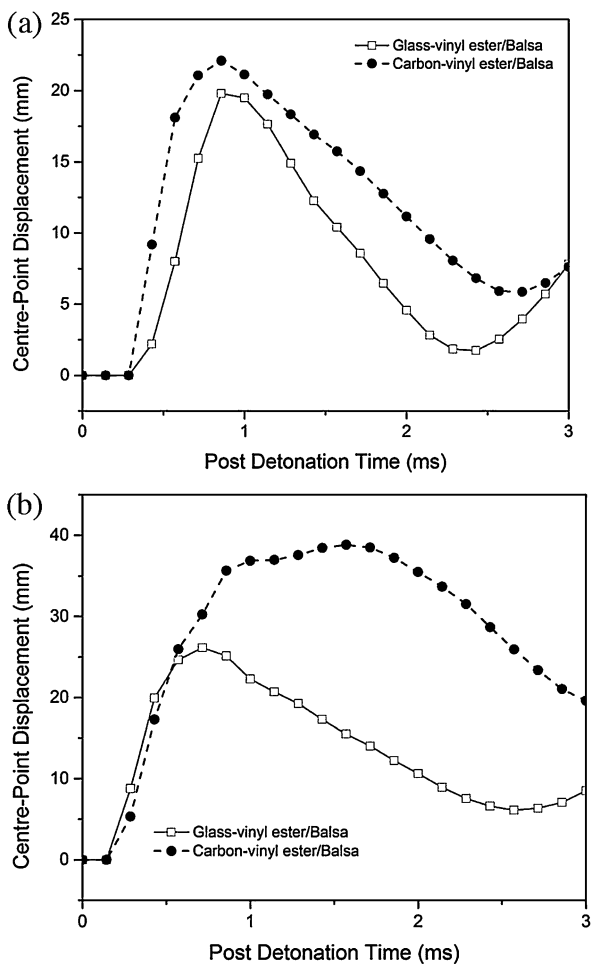 (a)
25
20
15
10
5
0
Centre-Point Displacement (mm)
Glass-vinyl ester/Balsa
Carbon-vinyl ester/Balsa
0 1 2 3
Post Detonation Time (ms)
(b)
40
30
20
10
0
Centre-Point Displacement (mm)
Glass-vinyl ester/Balsa
Carbon-vinyl ester/Balsa
0 1 2 3
Post Detonation Time (ms)